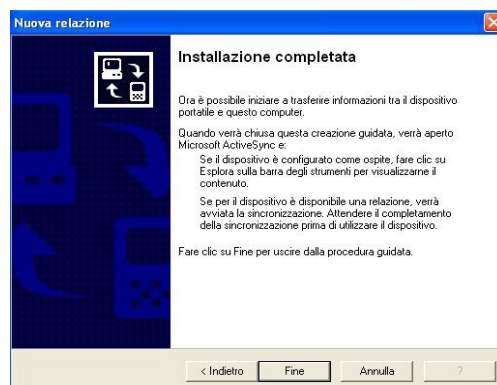 Nuova relazione
Installazione completata
Ora è possibile iniziare a trasferire informazioni tra il dispositivo
portatile e questo computer.
Quando verrà chiusa questa creazione guidata, verrà aperto
Microsoft ActiveSync e:
Se il dispositivo è configurato come ospite, fare clic su
Esplora sulla barra degli strumenti per visualizzarne il
contenuto.
Se per il dispositivo è disponibile una relazione, verrà
avviata la sincronizzazione. Attendere il completamento
della sincronizzazione prima di utilizzare il dispositivo.
Fare clic su Fine per uscire dalla procedura guidata.
< Indietro Fine Annulla ?